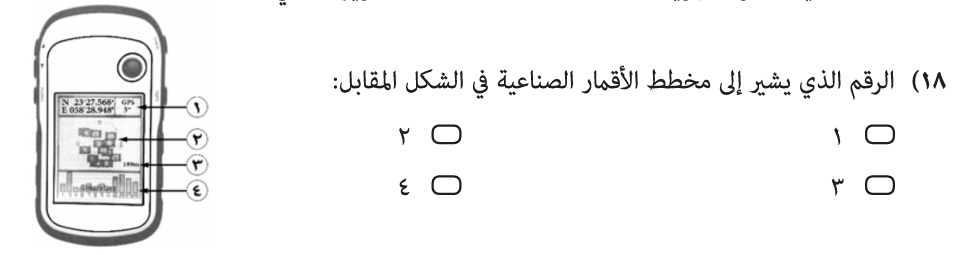 ١٨) الرقم الذي يشير إلى مخطط الأقمار الصناعية في الشكل المقابل:
١
٢
٣
٤
N 23°27.568'
E 058°28.948'
GPS
3"
١
٢
٣
٤